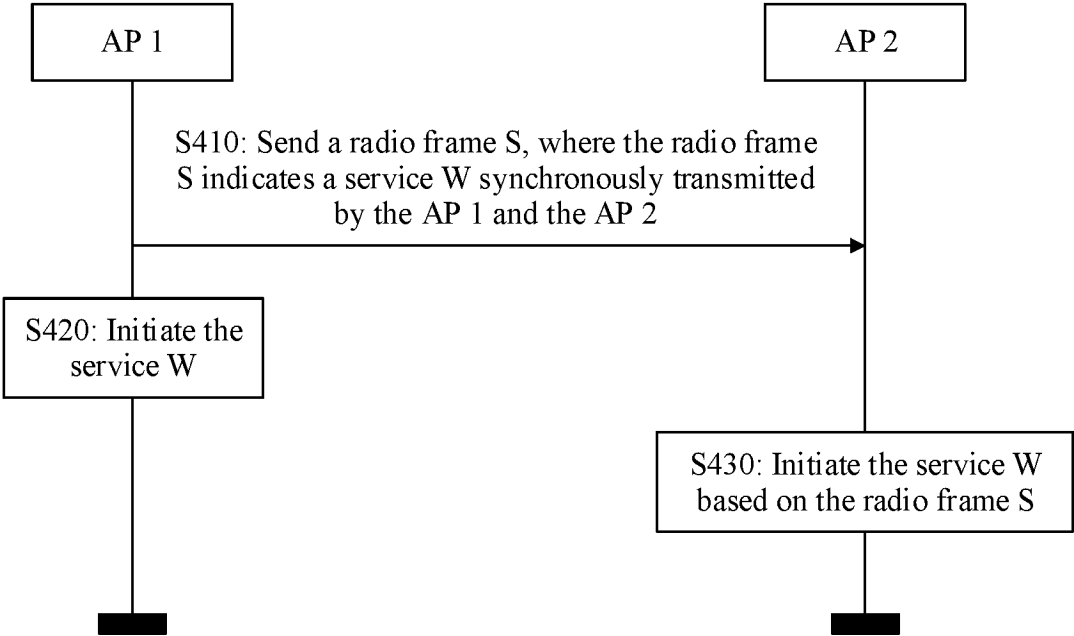 AP 1
AP 2
S410: Send a radio frame S, where the radio frame
S indicates a service W synchronously transmitted
by the AP 1 and the AP 2
S420: Initiate the
service W
S430: Initiate the service W
based on the radio frame S